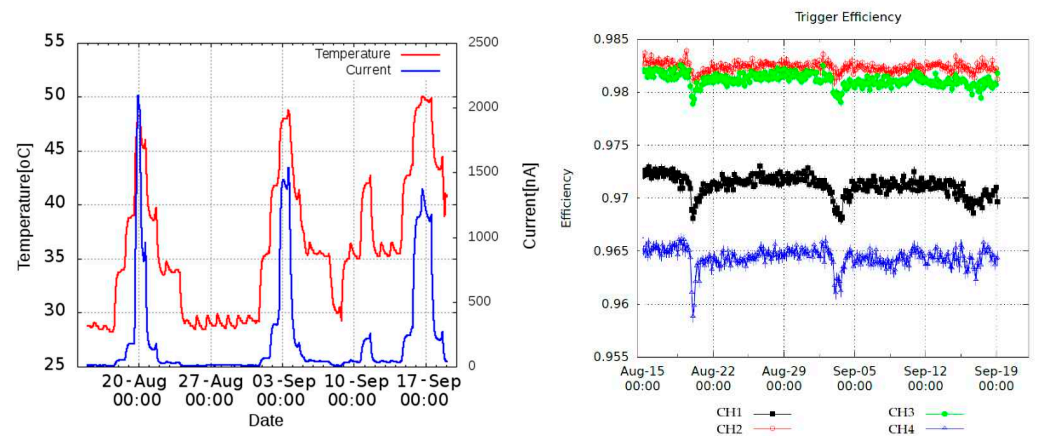 55
50
45
40
35
30
25
Temperature[oC]
Temperature
Current
2500
2000
1500
1000
500
0
Current[nA]
20-Aug 27-Aug 03-Sep 10-Sep 17-Sep
00:00 00:00 00:00 00:00 00:00
Date
Trigger Efficiency
0.985
0.98
0.975
0.97
0.965
0.96
0.955
Efficiency
Aug-15 Aug-22 Aug-29 Sep-05 Sep-12 Sep-19
00:00 00:00 00:00 00:00 00:00 00:00
CH1 CH3
CH2 CH4